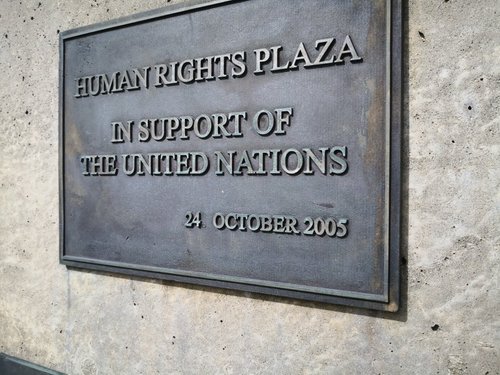 HUMAN RIGHTS PLAZA
IN SUPPORT OF
THE UNITED NATIONS
24 OCTOBER 2005